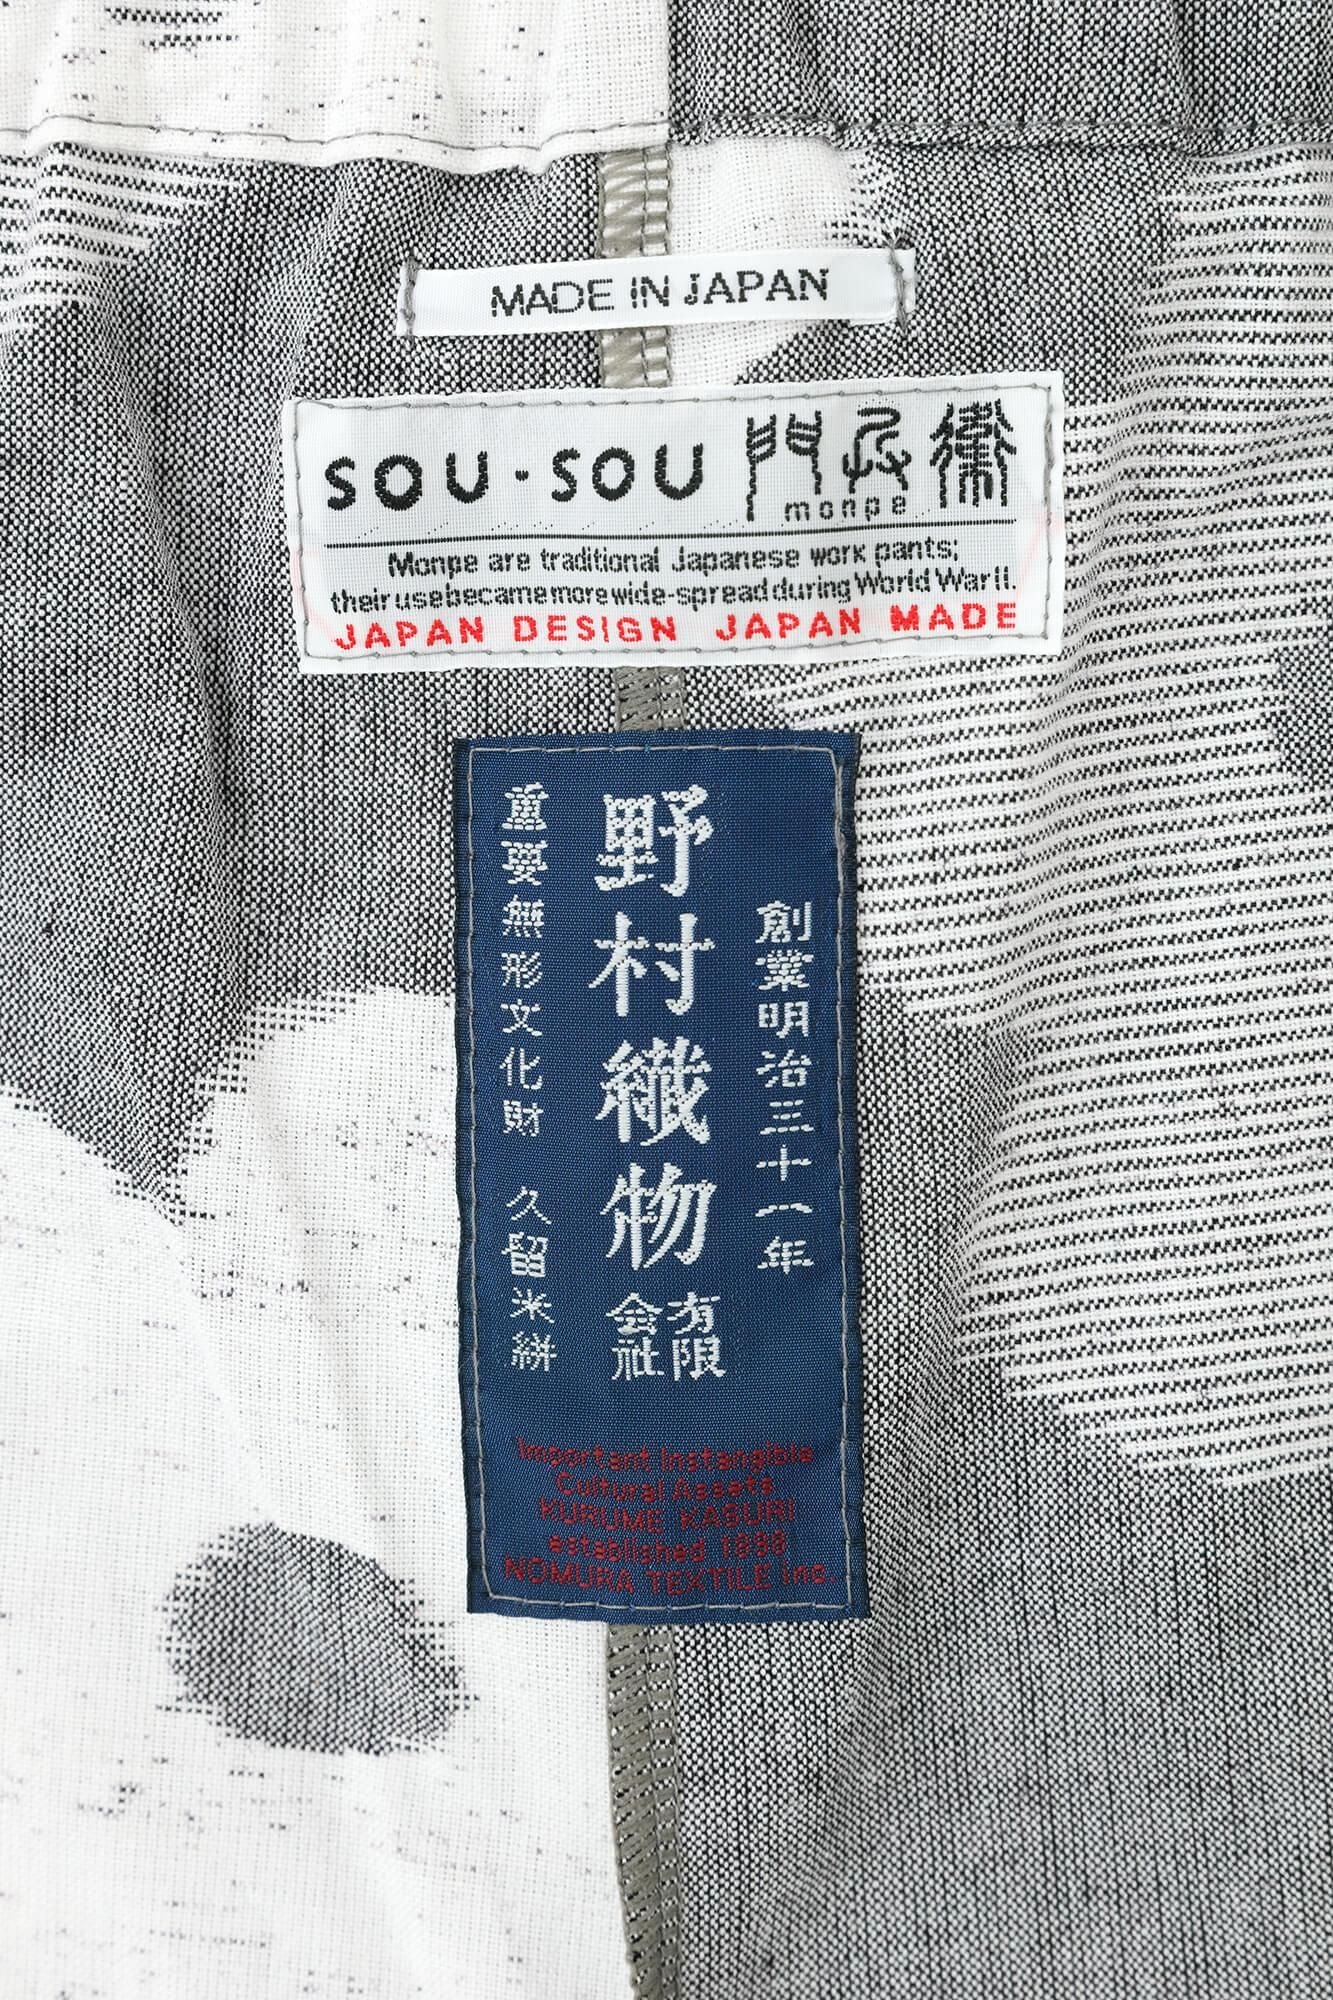 MADE IN JAPAN
SOU・SOU 門兵衛
monpe
Monpe are traditional Japanese work pants;
their use became more wide-spread during World War II.
JAPAN DESIGN JAPAN MADE
創業明治三十一年
野村織物
有限
会社
重要無形文化財 久留米絣
Important Instangible
Cultural Assets
KURUME KASURI
established 1898
NOMURA TEXTILE inc.